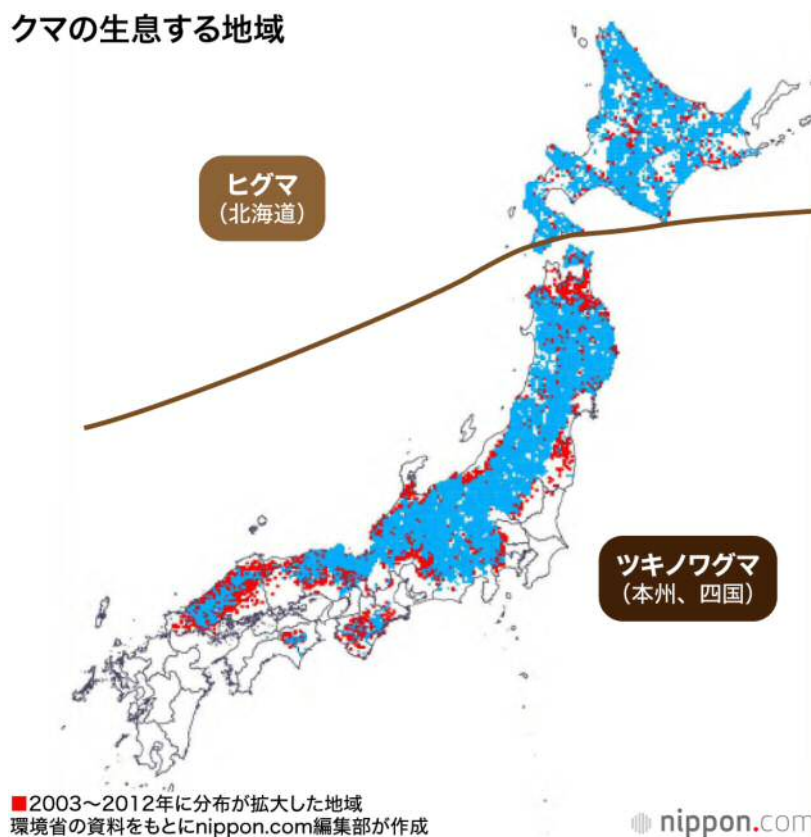 クマの生息する地域
ヒグマ
（北海道）
ツキノワグマ
（本州、四国）
■2003〜2012年に分布が拡大した地域
環境省の資料をもとにnippon.com編集部が作成
nippon.com